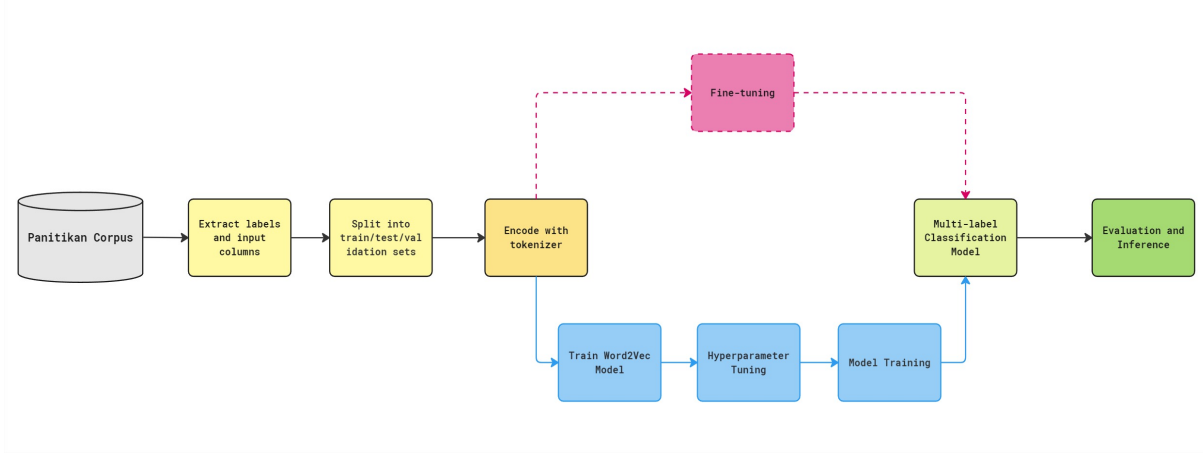 Fine-tuning
Panitikan Corpus
Extract labels
and input
columns
Split into
train/test/val
idation sets
Encode with
tokenizer
Multi-label
Classification
Model
Evaluation and
Inference
Train Word2Vec
Model
Hyperparameter
Tuning
Model Training